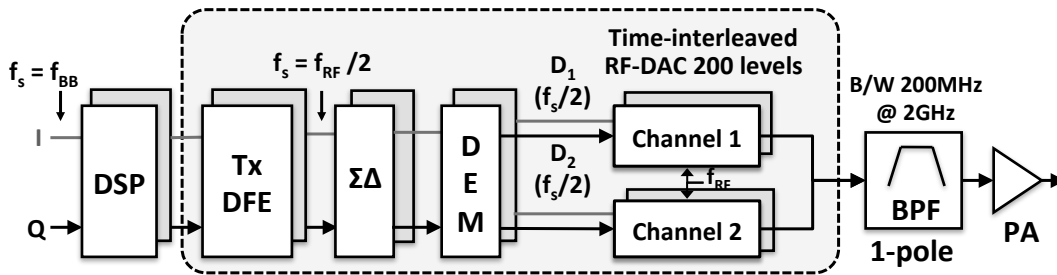 Time-interleaved
RF-DAC 200 levels
f_s = f_BB
f_s = f_RF /2
D_1
(f_s/2)
B/W 200MHz
@ 2GHz
I
Q
DSP
Tx
DFE
ΣΔ
D
E
M
Channel 1
D_2
(f_s/2)
f_RF
Channel 2
BPF
1-pole
PA